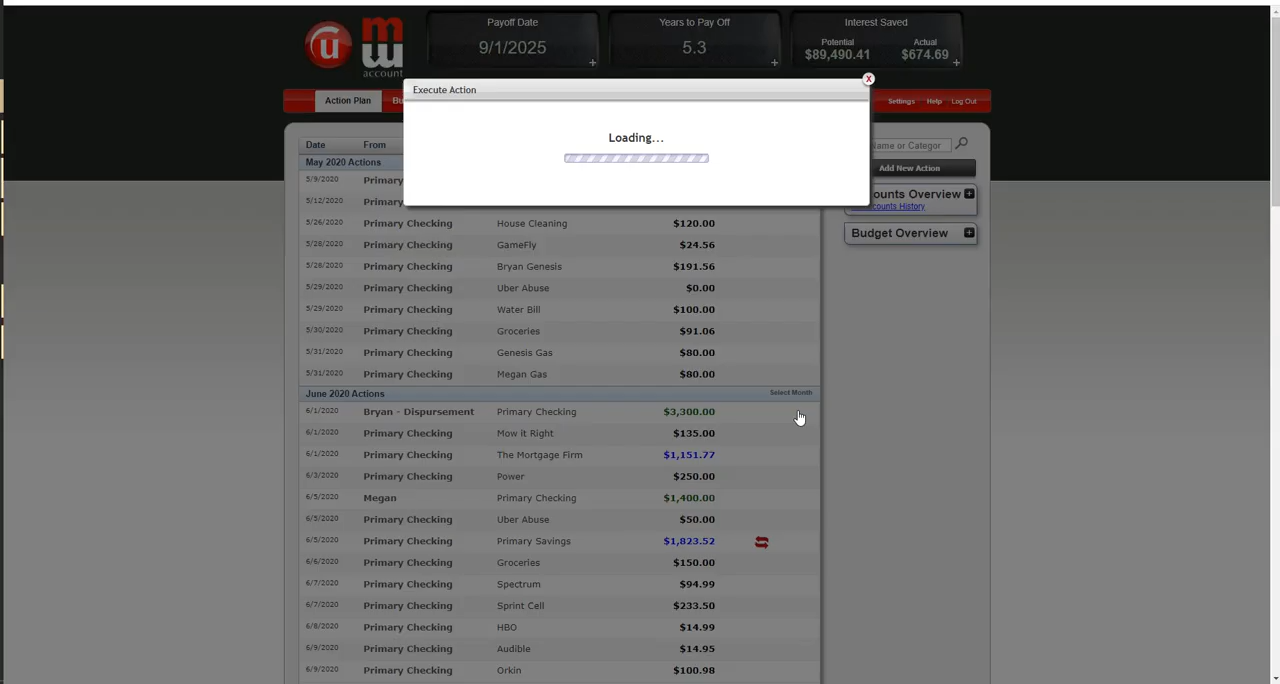 Payoff Date
9/1/2025
+
Years to Pay Off
5.3
+
Interest Saved
Potential Actual
$89,490.41 $674.69
+
u mw
account
Action Plan Bu Settings Help Log Out
Execute Action X
Loading...
Date From
Name or Categor
May 2020 Actions
Add New Action
5/9/2020 Primary
5/12/2020 Primary
ounts Overview +
counts History
Budget Overview +
5/26/2020 Primary Checking House Cleaning $120.00
5/28/2020 Primary Checking GameFly $24.56
5/28/2020 Primary Checking Bryan Genesis $191.56
5/29/2020 Primary Checking Uber Abuse $0.00
5/29/2020 Primary Checking Water Bill $100.00
5/30/2020 Primary Checking Groceries $91.06
5/31/2020 Primary Checking Genesis Gas $80.00
5/31/2020 Primary Checking Megan Gas $80.00
June 2020 Actions Select Month
6/1/2020 Bryan - Dispursement Primary Checking $3,300.00
6/1/2020 Primary Checking Mow it Right $135.00
6/1/2020 Primary Checking The Mortgage Firm $1,151.77
6/3/2020 Primary Checking Power $250.00
6/5/2020 Megan Primary Checking $1,400.00
6/5/2020 Primary Checking Uber Abuse $50.00
6/5/2020 Primary Checking Primary Savings $1,823.52
6/6/2020 Primary Checking Groceries $150.00
6/7/2020 Primary Checking Spectrum $94.99
6/7/2020 Primary Checking Sprint Cell $233.50
6/8/2020 Primary Checking HBO $14.99
6/9/2020 Primary Checking Audible $14.95
6/9/2020 Primary Checking Orkin $100.98